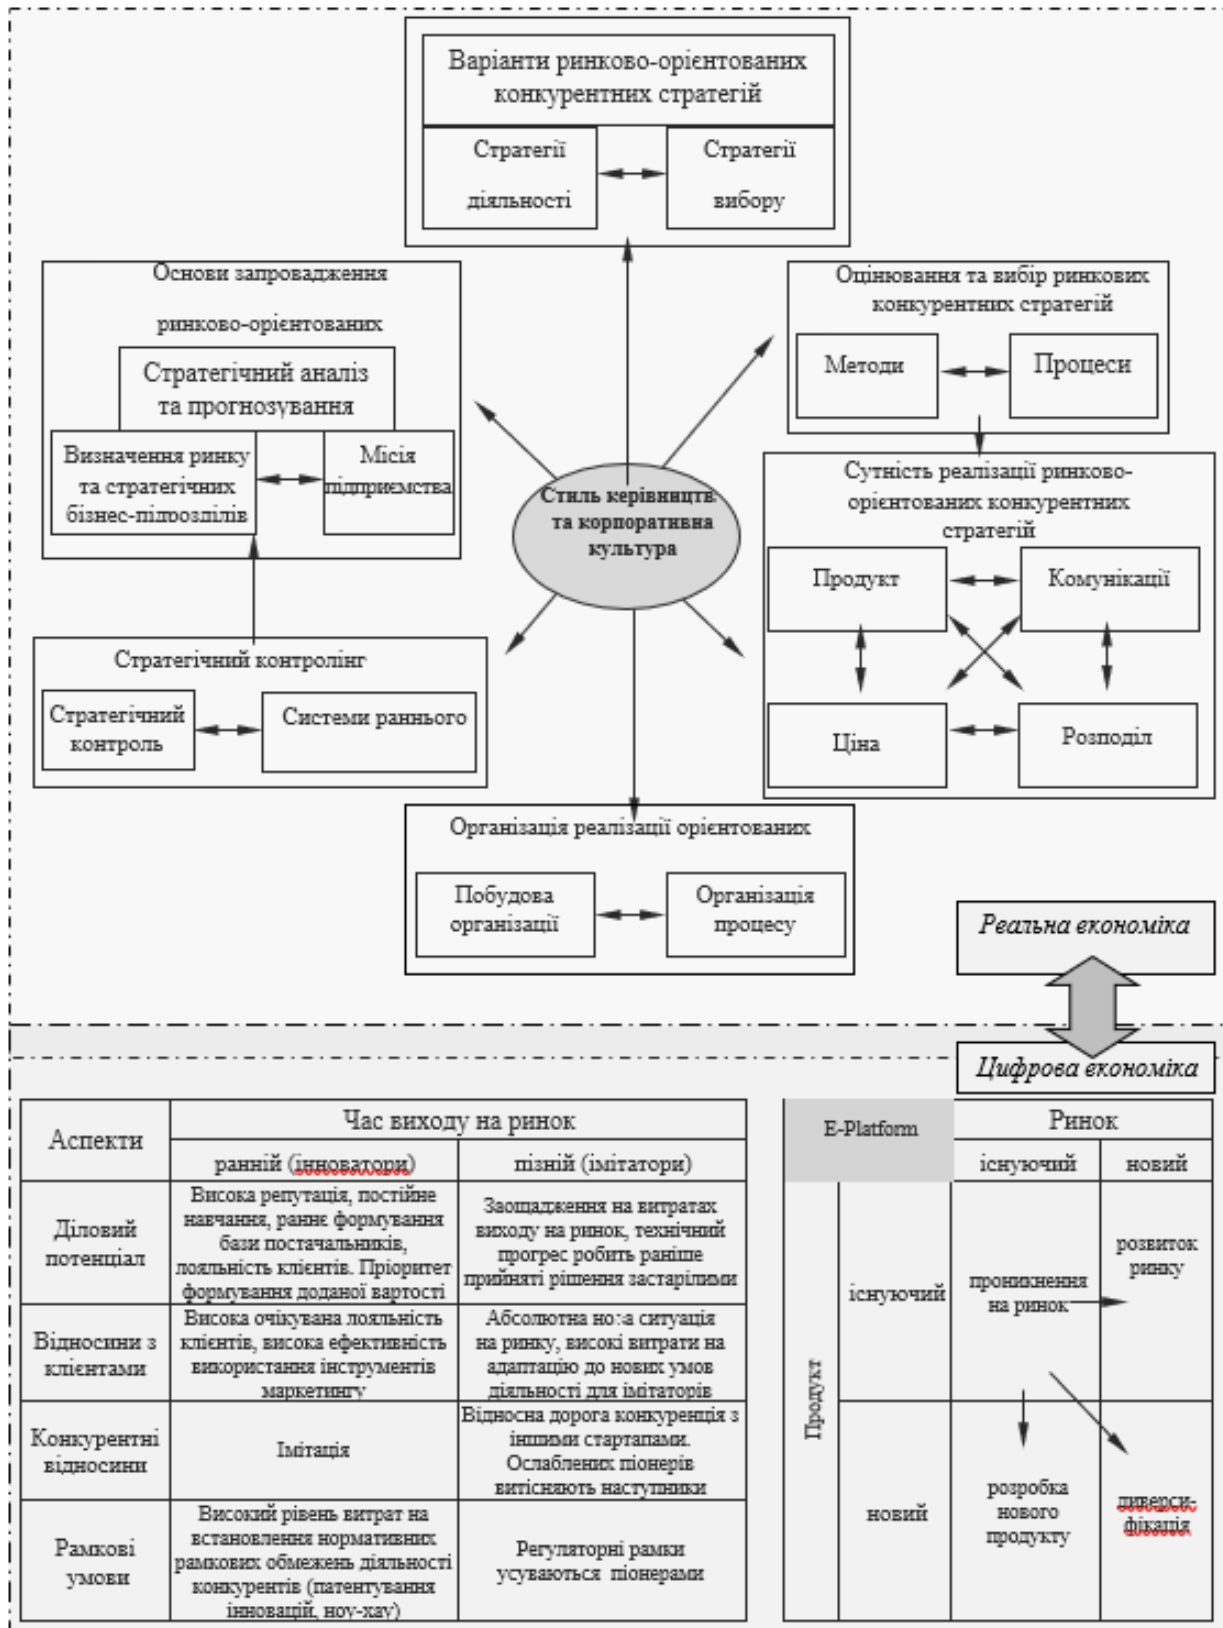 Варіанти ринково-орієнтованих
конкурентних стратегій
Стратегії
діяльності
Стратегії
вибору
Основи запровадження
ринково-орієнтованих
Стратегічний аналіз
та прогнозування
Визначення ринку
та стратегічних
бізнес-підрозділів
Місія
підприємства
Оцінювання та вибір ринкових
конкурентних стратегій
Методи
Процеси
Стиль керівництв
та корпоративна
культура
Сутність реалізації ринково-
орієнтованих конкурентних
стратегій
Продукт
Комунікації
Ціна
Розподіл
Стратегічний контролінг
Стратегічний
контроль
Системи раннього
Організація реалізації орієнтованих
Побудова
організації
Організація
процесу
Реальна економіка
Цифрова економіка
Аспекти
Час виходу на ринок
ранній (інноватори)
пізній (імітатори)
Діловий
потенціал
Висока репутація, постійне
навчання, раннє формування
бази постачальників,
лояльність клієнтів. Пріоритет
формування доданої вартості
Заощадження на витратах
виходу на ринок, технічний
прогрес робить раніше
прийняті рішення застарілими
Відносини з
клієнтами
Висока очікувана лояльність
клієнтів, висока ефективність
використання інструментів
маркетингу
Абсолютна нова ситуація
на ринку, високі витрати на
адаптацію до нових умов
діяльності для імітаторів
Конкурентні
відносини
Імітація
Відносна дорога конкуренція з
іншими стартапами.
Ослаблених піонерів
витісняють наступники
Рамкові
умови
Високий рівень витрат на
встановлення нормативних
рамкових обмежень діяльності
конкурентів (патентування
інновацій, ноу-хау)
Регуляторні рамки
усуваються піонерами
E-Platform
Ринок
існуючий
новий
Продукт
існуючий
проникнення
на ринок
розвиток
ринку
новий
розробка
нового
продукту
диверси-
фікація